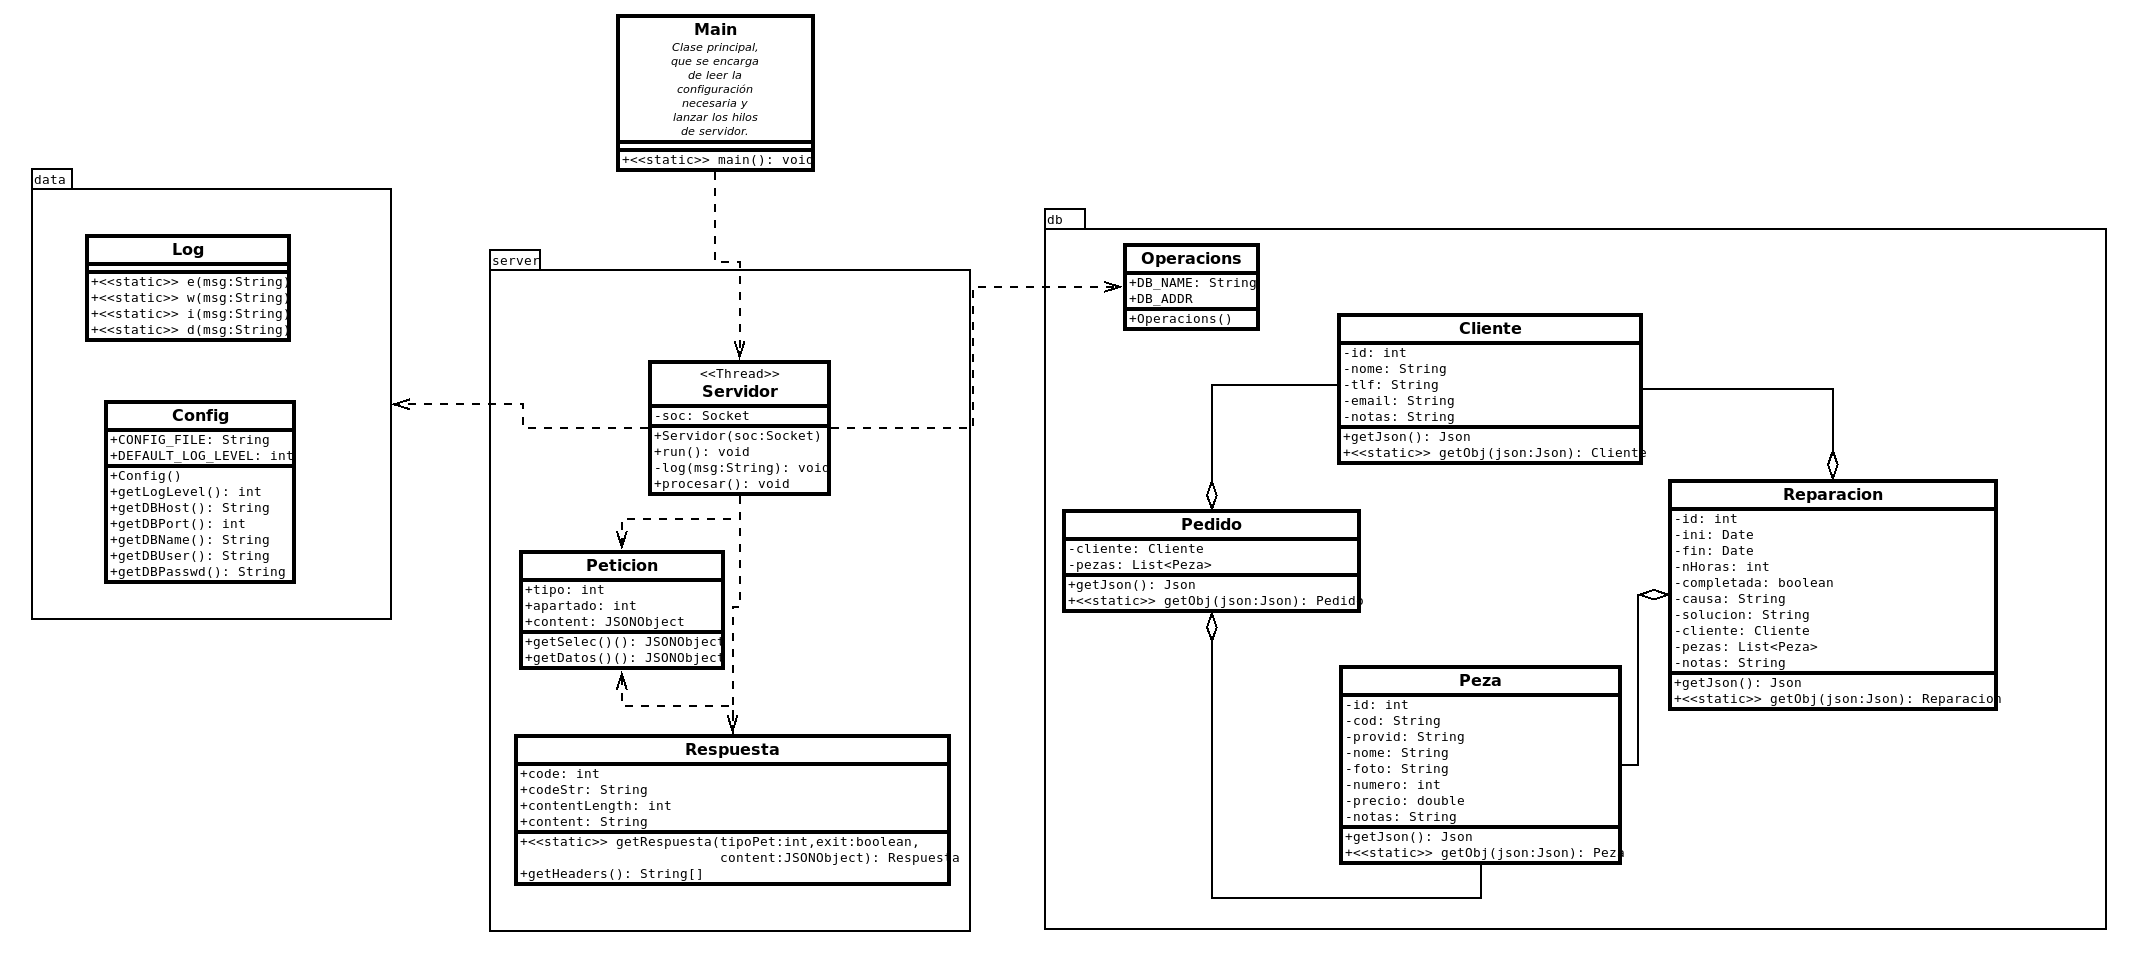 Main
Clase principal,
que se encarga
de leer la
configuración
necesaria y
lanzar los hilos
de servidor.
+<<static>> main(): void
data
Log
+<<static>> e(msg:String)
+<<static>> w(msg:String)
+<<static>> i(msg:String)
+<<static>> d(msg:String)
Config
+CONFIG_FILE: String
+DEFAULT_LOG_LEVEL: int
+Config()
+getLogLevel(): int
+getDBHost(): String
+getDBPort(): int
+getDBName(): String
+getDBUser(): String
+getDBPasswd(): String
server
<<Thread>>
Servidor
-soc: Socket
+Servidor(soc:Socket)
+run(): void
-log(msg:String): void
+procesar(): void
Peticion
+tipo: int
+apartado: int
+content: JSONObject
+getSelec()(): JSONObject
+getDatos()(): JSONObject
Respuesta
+code: int
+codeStr: String
+contentLength: int
+content: String
+<<static>> getRespuesta(tipoPet:int,exit:boolean,
content:JSONObject): Respuesta
+getHeaders(): String[]
db
Operacions
+DB_NAME: String
+DB_ADDR
+Operacions()
Cliente
-id: int
-nome: String
-tlf: String
-email: String
-notas: String
+getJson(): Json
+<<static>> getObj(json:Json): Cliente
Pedido
-cliente: Cliente
-pezas: List<Peza>
+getJson(): Json
+<<static>> getObj(json:Json): Pedido
Reparacion
-id: int
-ini: Date
-fin: Date
-nHoras: int
-completada: boolean
-causa: String
-solucion: String
-cliente: Cliente
-pezas: List<Peza>
-notas: String
+getJson(): Json
+<<static>> getObj(json:Json): Reparacion
Peza
-id: int
-cod: String
-provid: String
-nome: String
-foto: String
-numero: int
-precio: double
-notas: String
+getJson(): Json
+<<static>> getObj(json:Json): Peza